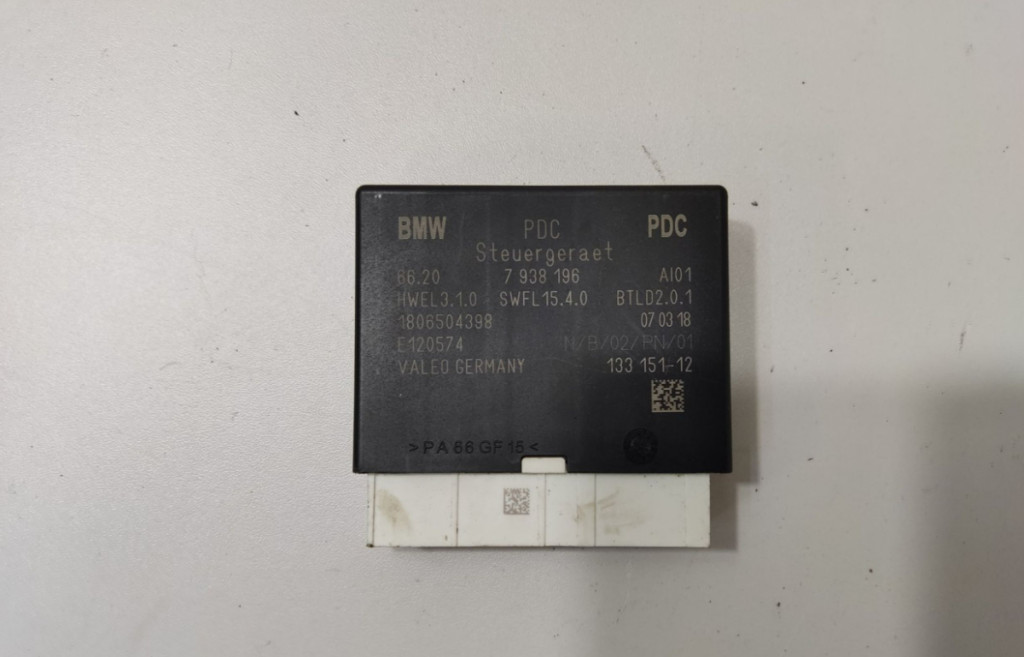 BMW PDC PDC
Steuergeraet
66.20 7 938 196 AI01
HWEL3.1.0 SWFL15.4.0 BTLD2.0.1
1806504398 07 03 18
E120574 N/B/02/FN/01
VALEO GERMANY 133 151-12
>PA 66 GF 15<